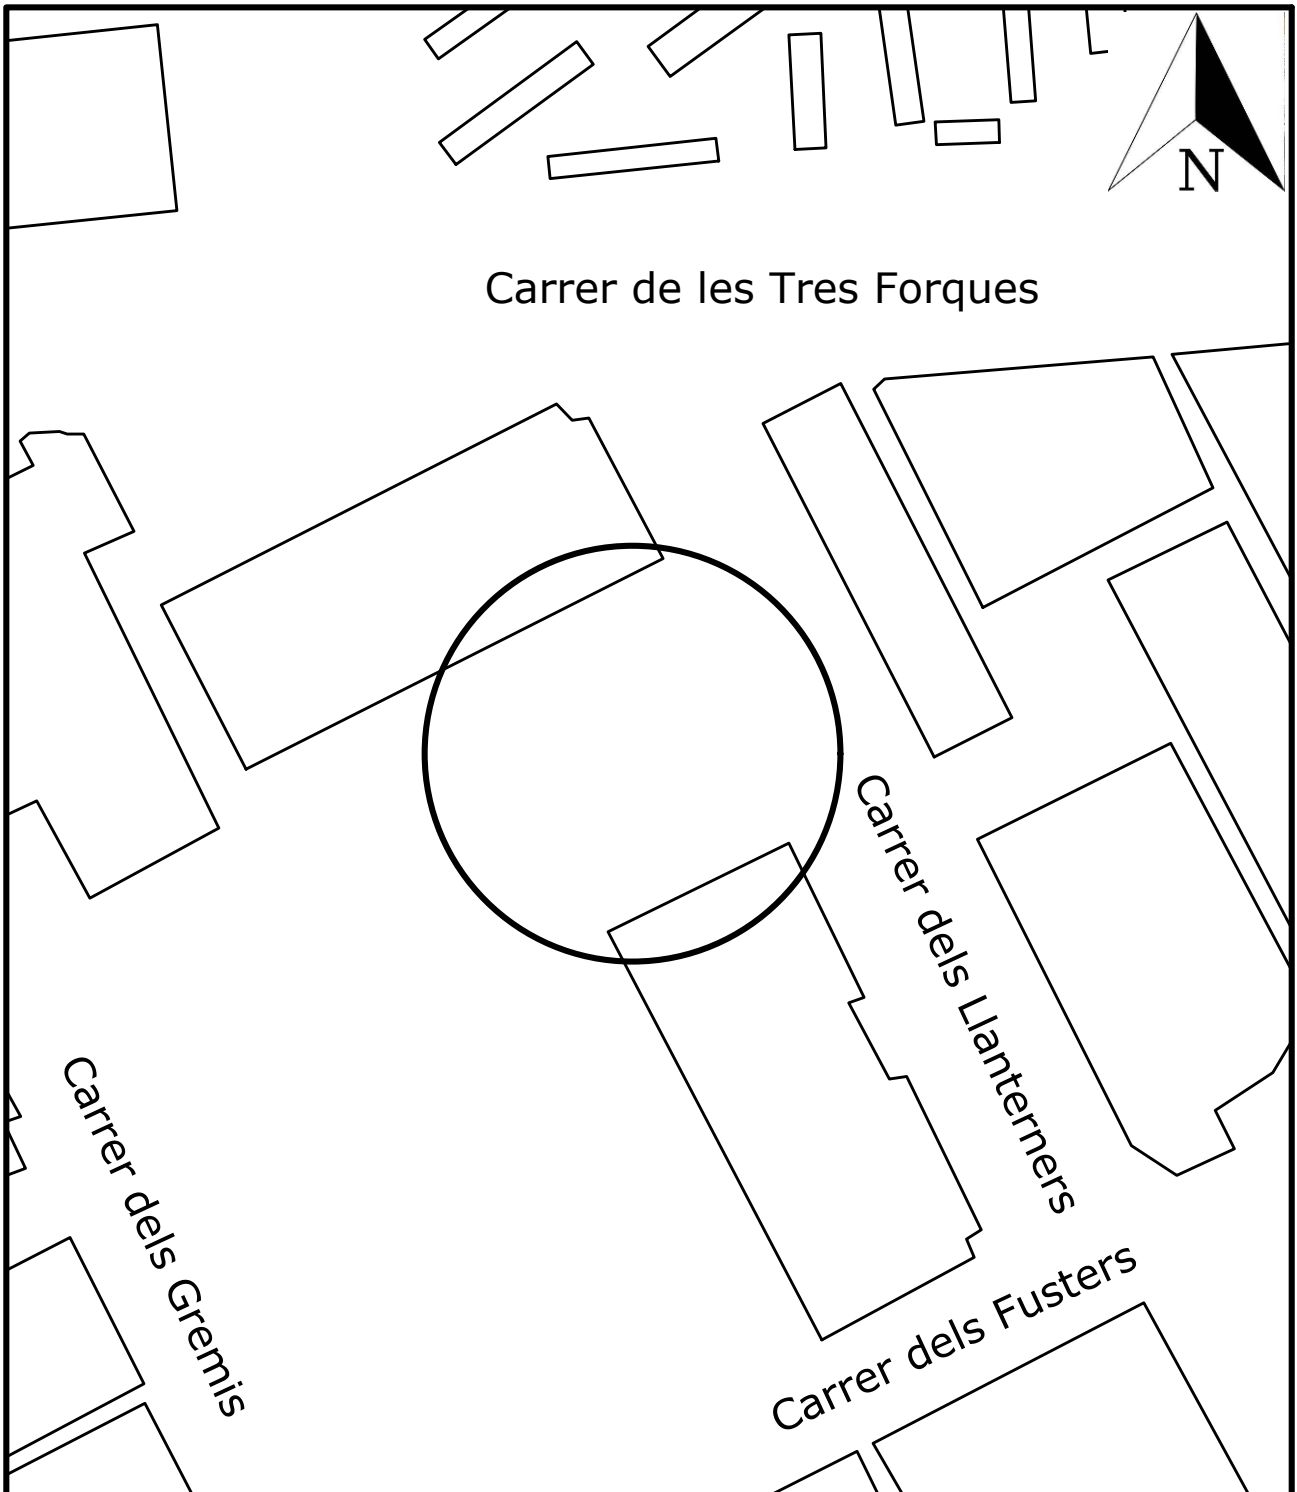 N
Carrer de les Tres Forques
Carrer dels Llanterners
Carrer dels Gremis
Carrer dels Fusters